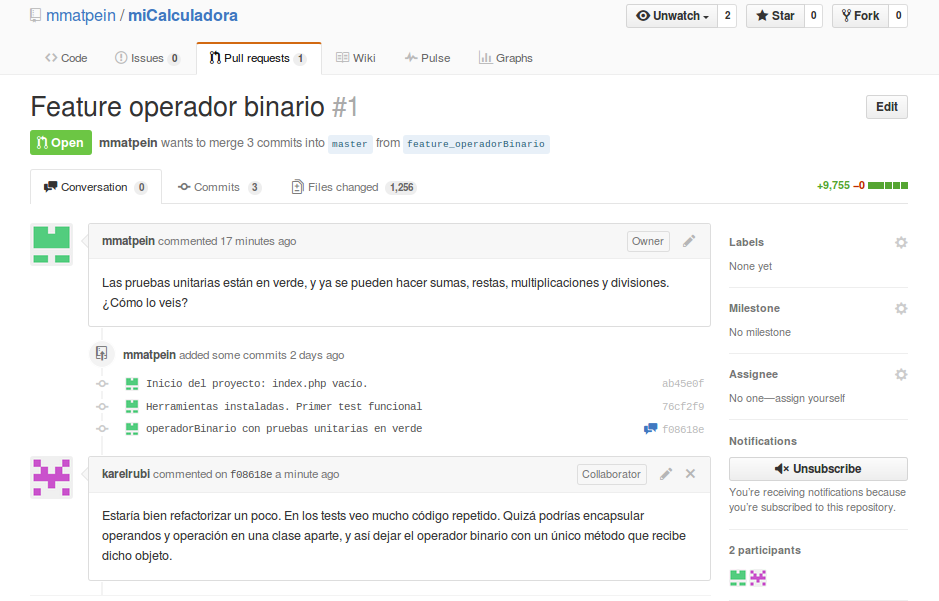 mmatpein / miCalculadora
Unwatch 2 Star 0 Fork 0
Code Issues 0 Pull requests 1 Wiki Pulse Graphs
Feature operador binario #1
Edit
Open mmatpein wants to merge 3 commits into master from feature_operadorBinario
Conversation 0 Commits 3 Files changed 1,256
+9,755 −0
mmatpein commented 17 minutes ago
Owner
Las pruebas unitarias están en verde, y ya se pueden hacer sumas, restas, multiplicaciones y divisiones.
¿Cómo lo veis?
mmatpein added some commits 2 days ago
Inicio del proyecto: index.php vacío. ab45e0f
Herramientas instaladas. Primer test funcional 76cf2f9
operadorBinario con pruebas unitarias en verde f08618e
karelrubi commented on f08618e a minute ago
Collaborator
Estaría bien refactorizar un poco. En los tests veo mucho código repetido. Quizá podrías encapsular
operandos y operación en una clase aparte, y así dejar el operador binario con un único método que recibe
dicho objeto.
Labels
None yet
Milestone
No milestone
Assignee
No one—assign yourself
Notifications
Unsubscribe
You're receiving notifications because
you're subscribed to this repository.
2 participants